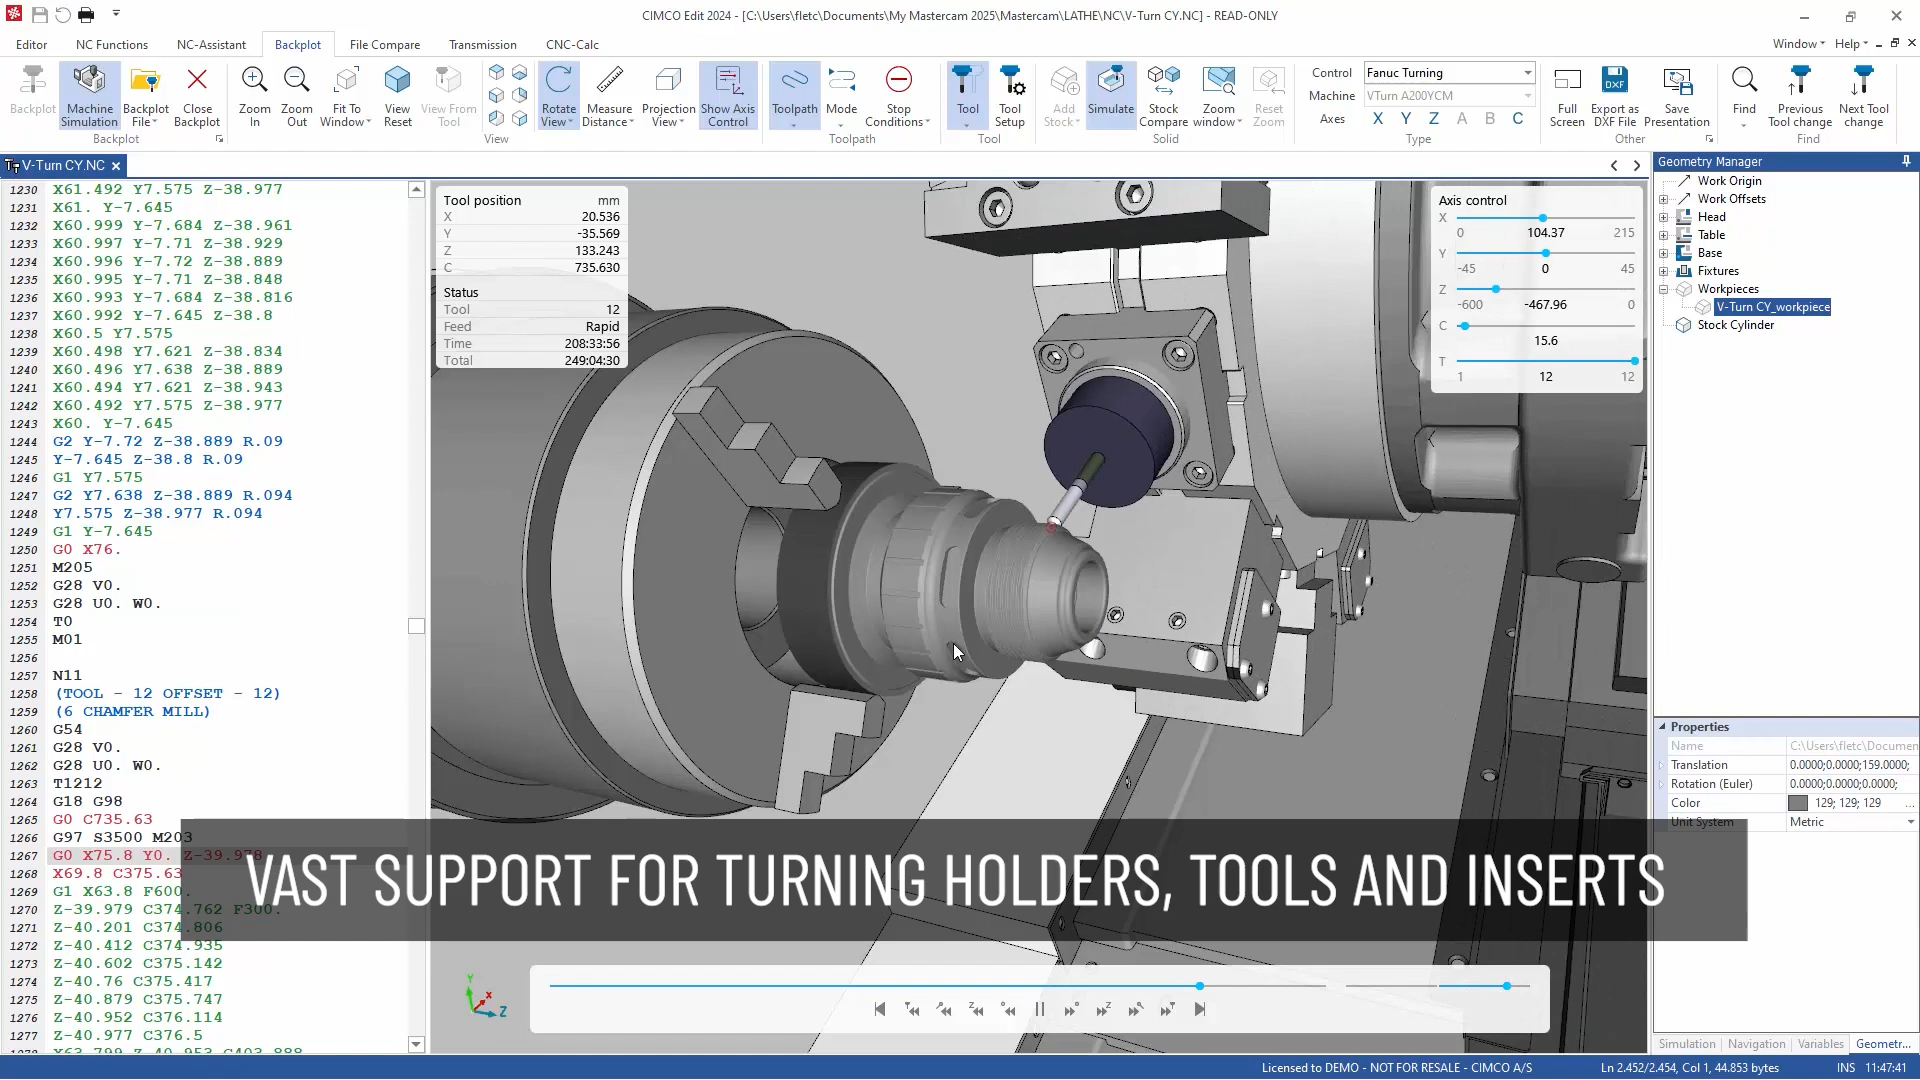 CIMCO Edit 2024 - [C:\Users\fletc\Documents\My Mastercam 2025\Mastercam\LATHE\NC\V-Turn CY.NC] - READ-ONLY
Editor NC Functions NC-Assistant Backplot File Compare Transmission CNC-Calc Window Help
Backplot
Machine Simulation
Backplot File
Close Backplot
Backplot
Zoom In
Zoom Out
Fit To Window
View Reset
View From Tool
Rotate View
Measure Distance
Projection View
Show Axis Control
View
Toolpath
Mode
Stop Conditions
Toolpath
Tool
Tool Setup
Tool
Add Stock
Simulate
Stock Compare
Zoom window
Reset Zoom
Solid
Control Fanuc Turning
Machine VTurn A200YCM
Axes X Y Z A B C
Type
Full Screen
Export as DXF File
Save Presentation
Other
Find
Previous Tool change
Next Tool change
Find
V-Turn CY.NC
1230 X61.492 Y7.575 Z-38.977
1231 X61. Y-7.645
1232 X60.999 Y-7.684 Z-38.961
1233 X60.997 Y-7.71 Z-38.929
1234 X60.996 Y-7.72 Z-38.889
1235 X60.995 Y-7.71 Z-38.848
1236 X60.993 Y-7.684 Z-38.816
1237 X60.992 Y-7.645 Z-38.8
1238 X60.5 Y7.575
1239 X60.498 Y7.621 Z-38.834
1240 X60.496 Y7.638 Z-38.889
1241 X60.494 Y7.621 Z-38.943
1242 X60.492 Y7.575 Z-38.977
1243 X60. Y-7.645
1244 G2 Y-7.72 Z-38.889 R.09
1245 Y-7.645 Z-38.8 R.09
1246 G1 Y7.575
1247 G2 Y7.638 Z-38.889 R.094
1248 Y7.575 Z-38.977 R.094
1249 G1 Y-7.645
1250 G0 X76.
1251 M205
1252 G28 V0.
1253 G28 U0. W0.
1254 T0
1255 M01
1256
1257 N11
1258 (TOOL - 12 OFFSET - 12)
1259 (6 CHAMFER MILL)
1260 G54
1261 G28 V0.
1262 G28 U0. W0.
1263 T1212
1264 G18 G98
1265 G0 C735.63
1266 G97 S3500 M203
1267 G0 X75.8 Y0. Z-39.978
1268 X69.8 C375.63
1269 G1 X63.8 F600.
1270 Z-39.979 C374.762 F300.
1271 Z-40.201 C374.806
1272 Z-40.412 C374.935
1273 Z-40.602 C375.142
1274 Z-40.76 C375.417
1275 Z-40.879 C375.747
1276 Z-40.952 C376.114
1277 Z-40.977 C376.5
1278 X63.799 Z-40.953 C403.888
Tool position mm
X 20.536
Y -35.569
Z 133.243
C 735.630
Status
Tool 12
Feed Rapid
Time 208:33:56
Total 249:04:30
Axis control
X
0 104.37 215
Y
-45 0 45
Z
-600 -467.96 0
C
15.6
T
1 12 12
VAST SUPPORT FOR TURNING HOLDERS, TOOLS AND INSERTS
Y
X
Z
Geometry Manager
Work Origin
Work Offsets
Head
Table
Base
Fixtures
Workpieces
V-Turn CY_workpiece
Stock Cylinder
Properties
Name C:\Users\fletc\Documen
Translation 0.0000;0.0000;159.0000;
Rotation (Euler) 0.0000;0.0000;0.0000;
Color 129; 129; 129 ...
Unit System Metric
Simulation Navigation Variables Geometr...
Licensed to DEMO - NOT FOR RESALE - CIMCO A/S Ln 2.452/2.454, Col 1, 44.853 bytes INS 11:47:41